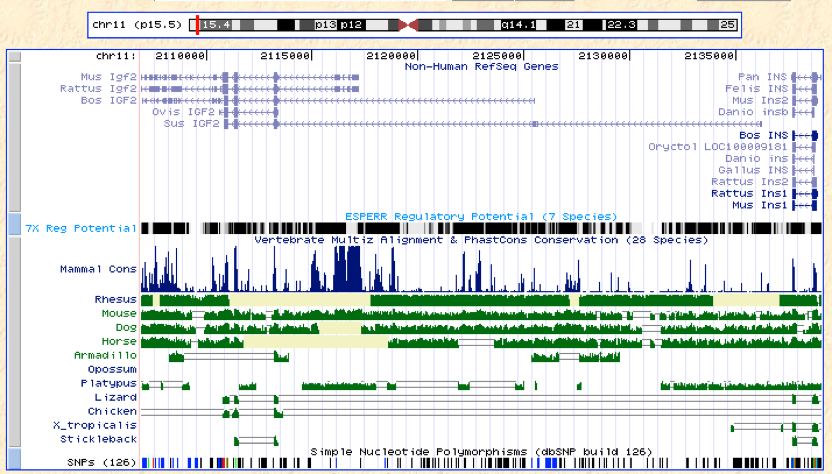 chr11 (p15.5) 15.4 p13 p12 q14.1 21 22.3 25
chr11: 2110000 2115000 2120000 2125000 2130000 2135000
Non-Human RefSeq Genes
Mus Igf2 Pan INS
Rattus Igf2 Felis INS
Bos IGF2 Mus Ins2
Ovis IGF2 Danio insb
Sus IGF2
Bos INS
Oryctol LOC100009181
Danio ins
Gallus INS
Rattus Ins2
Rattus Ins1
Mus Ins1
ESPERR Regulatory Potential (7 Species)
7X Reg Potential
Vertebrate Multiz Alignment & PhastCons Conservation (28 Species)
Mammal Cons
Rhesus
Mouse
Dog
Horse
Armadillo
Opossum
Platypus
Lizard
Chicken
X_tropicalis
Stickleback
Simple Nucleotide Polymorphisms (dbSNP build 126)
SNPs (126)